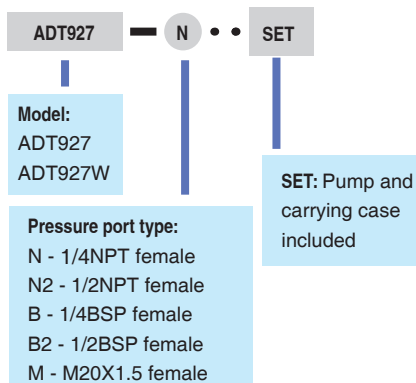 ADT927 — N • • SET
Model:
ADT927
ADT927W
Pressure port type:
N - 1/4NPT female
N2 - 1/2NPT female
B - 1/4BSP female
B2 - 1/2BSP female
M - M20X1.5 female
SET: Pump and
carrying case
included